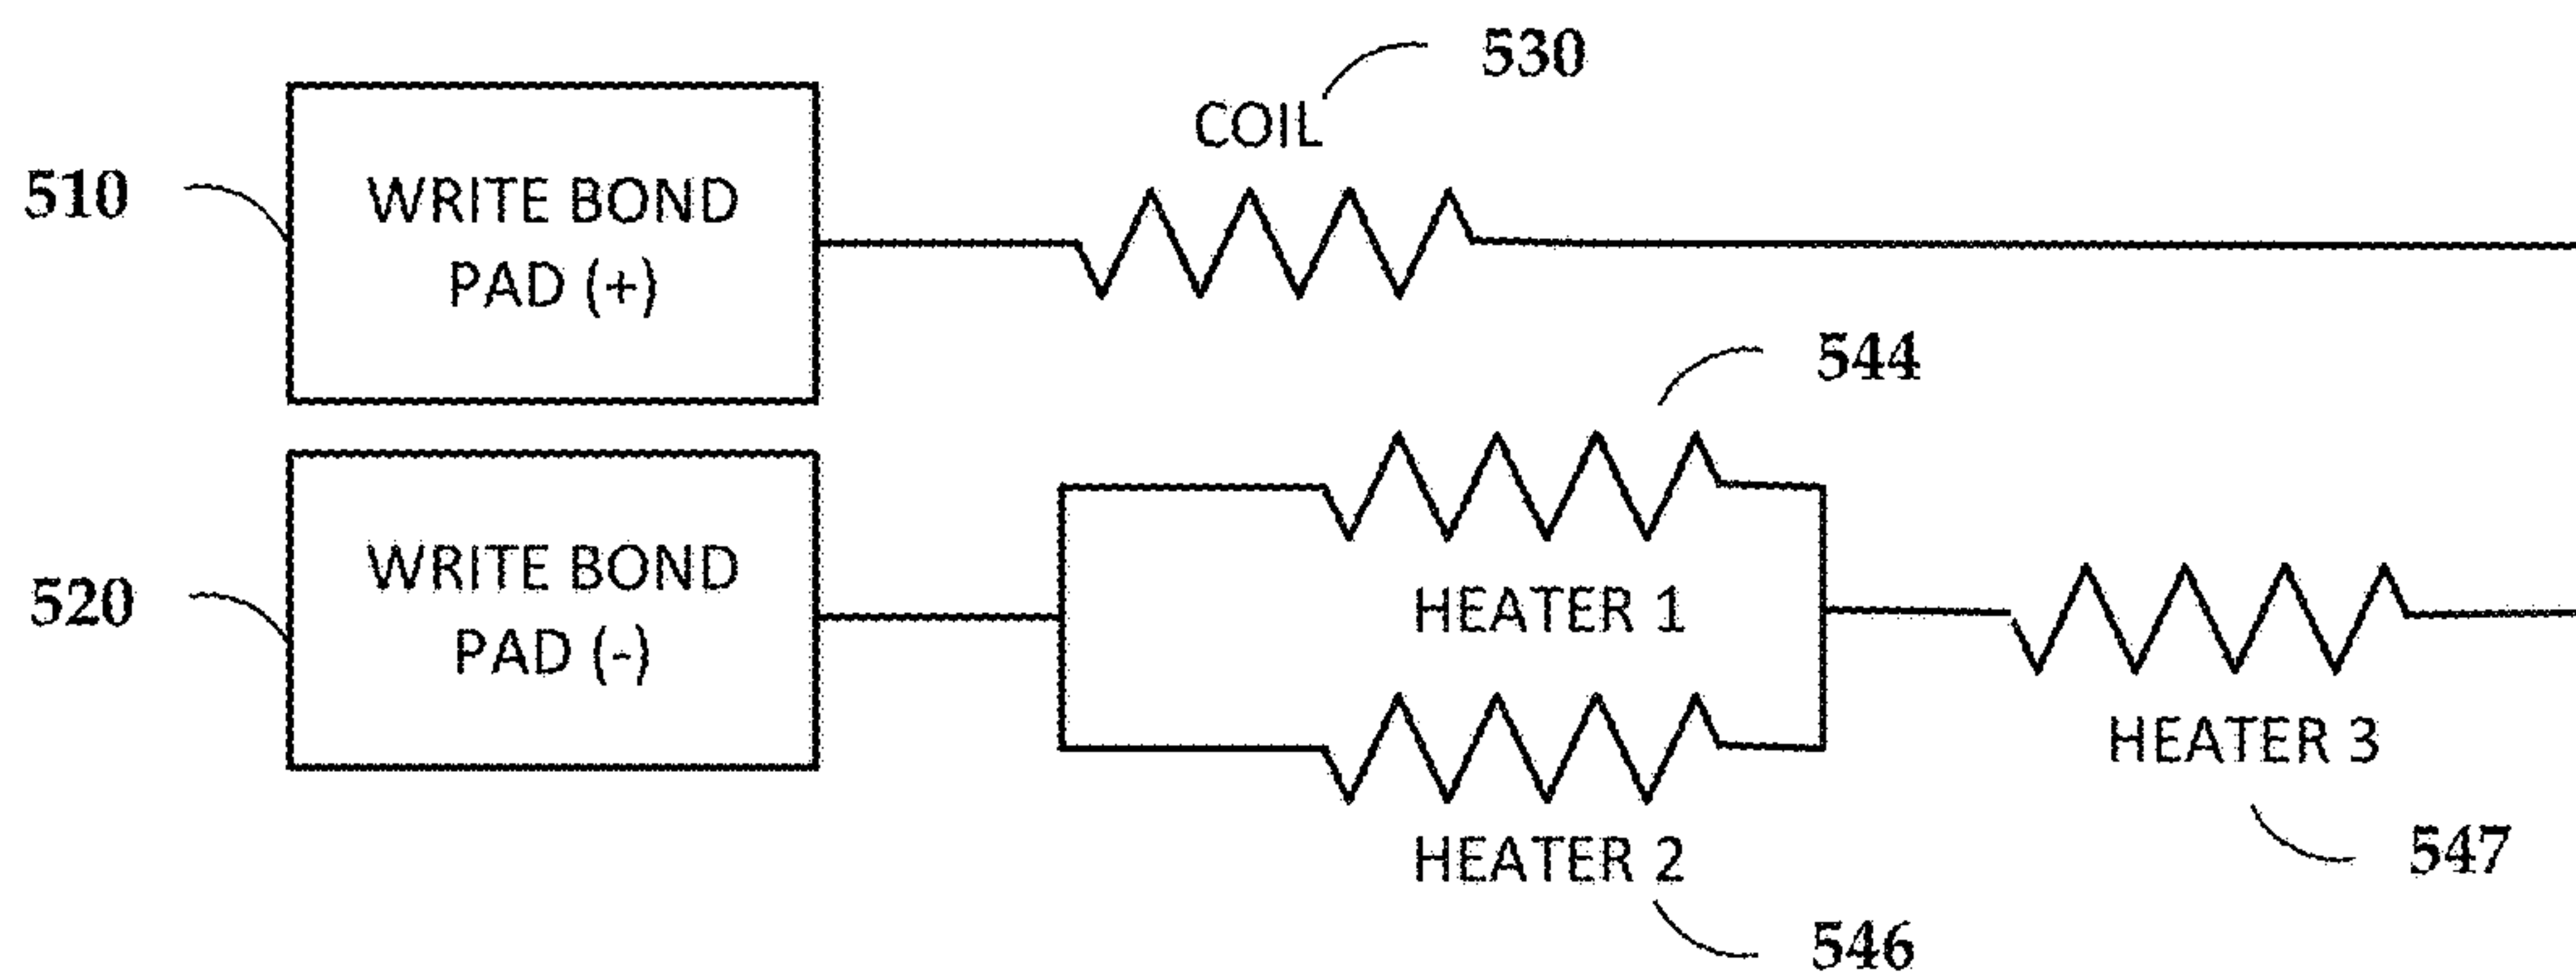 530
COIL
510
WRITE BOND
PAD (+)
544
HEATER 1
520
WRITE BOND
PAD (-)
HEATER 3
547
HEATER 2
546